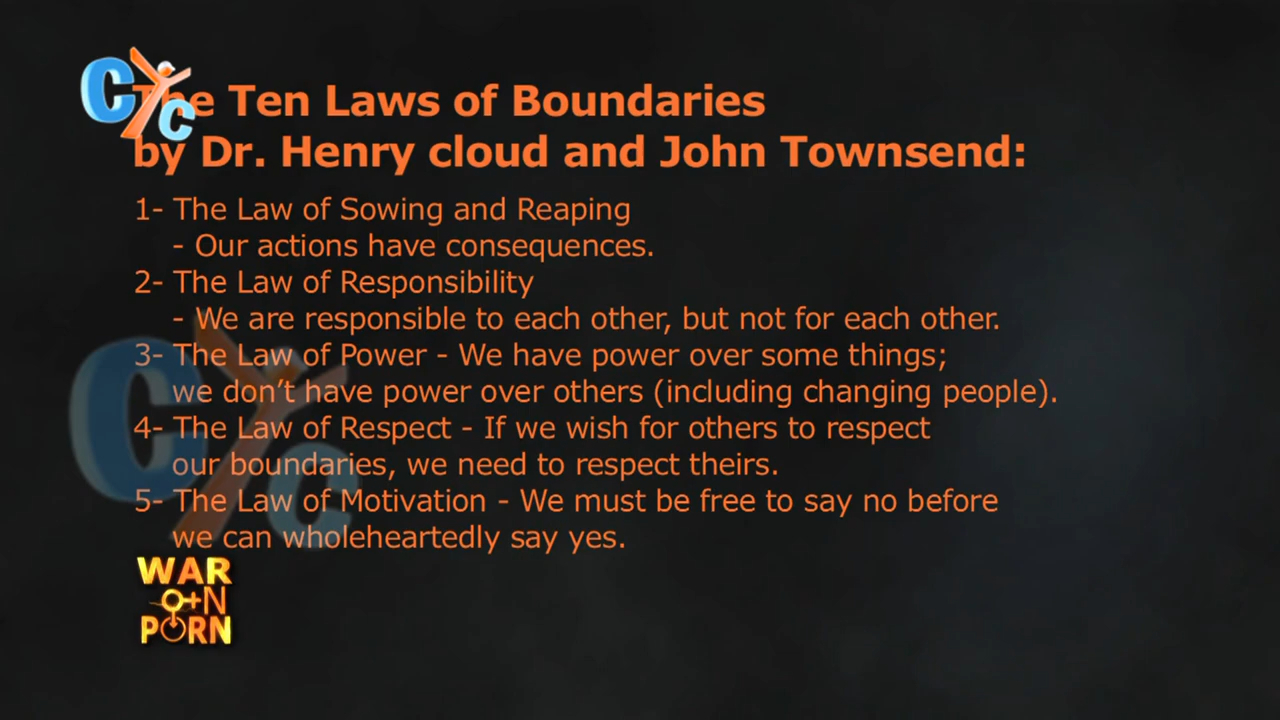 CYC
The Ten Laws of Boundaries
by Dr. Henry cloud and John Townsend:
1- The Law of Sowing and Reaping
- Our actions have consequences.
2- The Law of Responsibility
- We are responsible to each other, but not for each other.
3- The Law of Power - We have power over some things;
we don't have power over others (including changing people).
4- The Law of Respect - If we wish for others to respect
our boundaries, we need to respect theirs.
5- The Law of Motivation - We must be free to say no before
we can wholeheartedly say yes.
CYC
WAR
ON
PORN